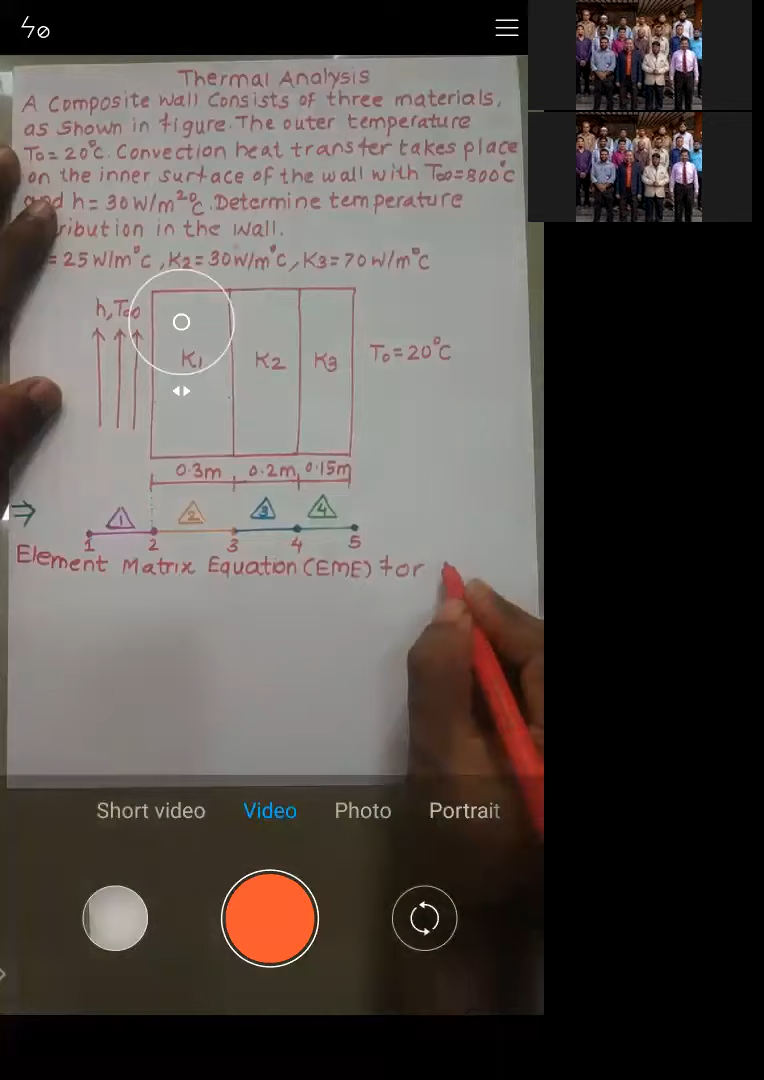 Thermal Analysis
A Composite Wall Consists of three materials,
as Shown in figure. The outer temperature
T0 = 20°C. Convection heat transfer takes place
on the inner surface of the wall with T∞=800°C
and h = 30 W/m²°C. Determine temperature
ribution in the wall.
= 25 W/m°C, K2 = 30 W/m°C, K3 = 70 W/m°C
h, T∞
K1 K2 K3 T0 = 20°C
0.3m 0.2m 0.15m
⇒ 1 2 3 4
1 2 3 4 5
Element Matrix Equation (EME) for
Short video Video Photo Portrait